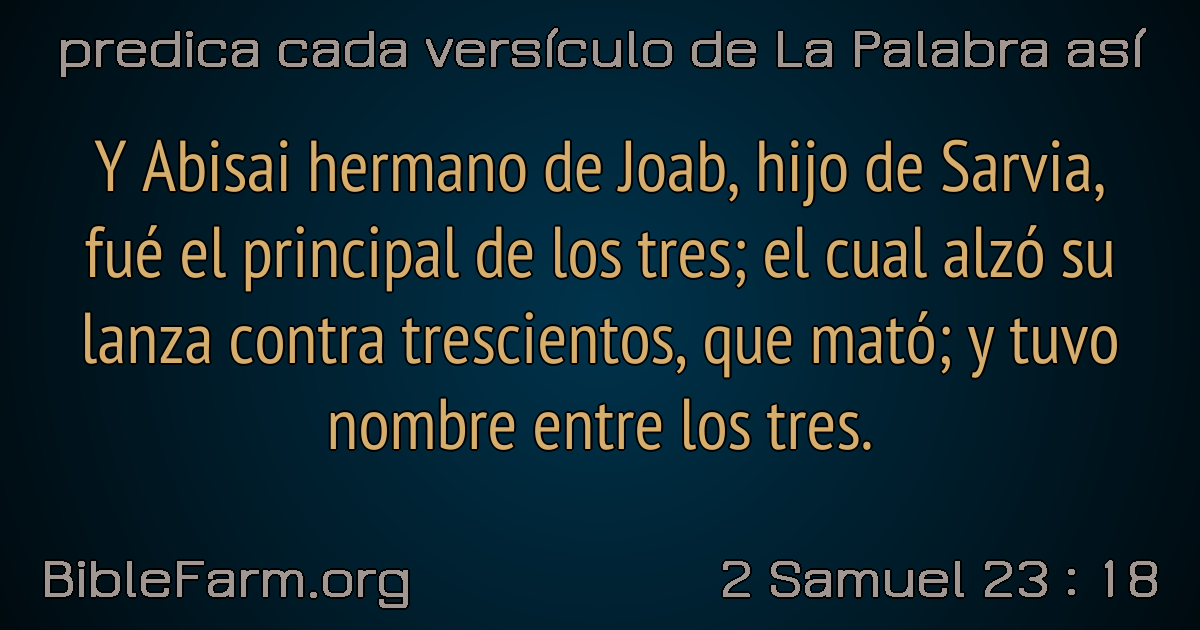 predica cada versículo de La Palabra así
Y Abisai hermano de Joab, hijo de Sarvia,
fué el principal de los tres; el cual alzó su
lanza contra trescientos, que mató; y tuvo
nombre entre los tres.
BibleFarm.org
2 Samuel 23 : 18